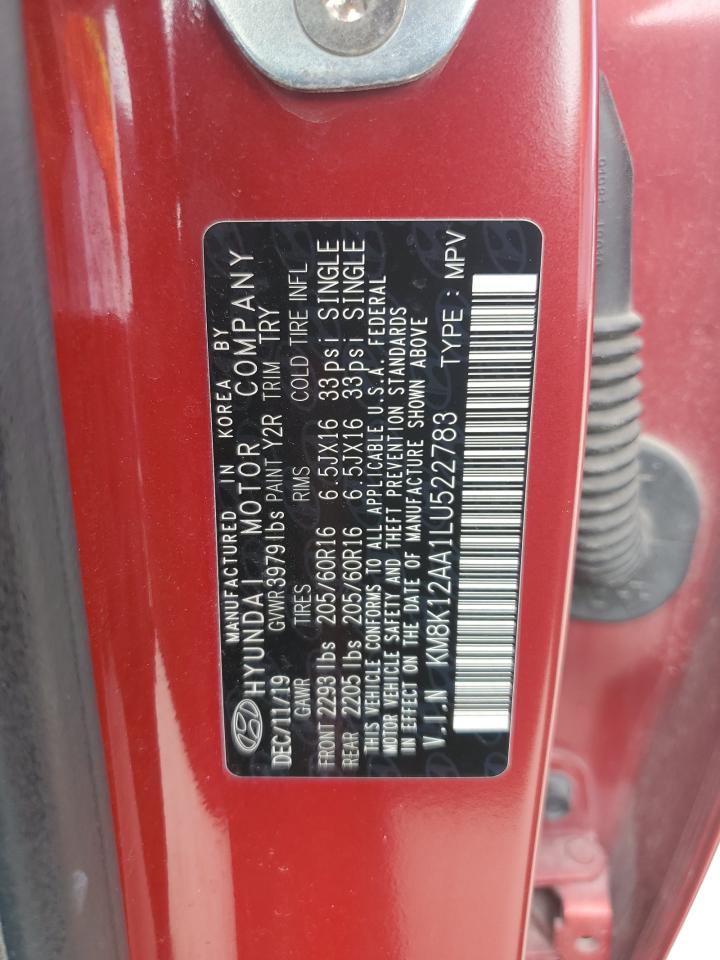 MANUFACTURED IN KOREA BY
HYUNDAI MOTOR COMPANY
DEC/11/19 GVWR 3979lbs PAINT Y2R TRIM TRY
GAWR TIRES RIMS COLD TIRE INFL
FRONT 2293 lbs 205/60R16 6.5JX16 33psi SINGLE
REAR 2205 lbs 205/60R16 6.5JX16 33psi SINGLE
THIS VEHICLE CONFORMS TO ALL APPLICABLE U.S.A. FEDERAL
MOTOR VEHICLE SAFETY AND THEFT PREVENTION STANDARDS
IN EFFECT ON THE DATE OF MANUFACTURE SHOWN ABOVE
V.I.N KM8K12AA1LU522783 TYPE : MPV